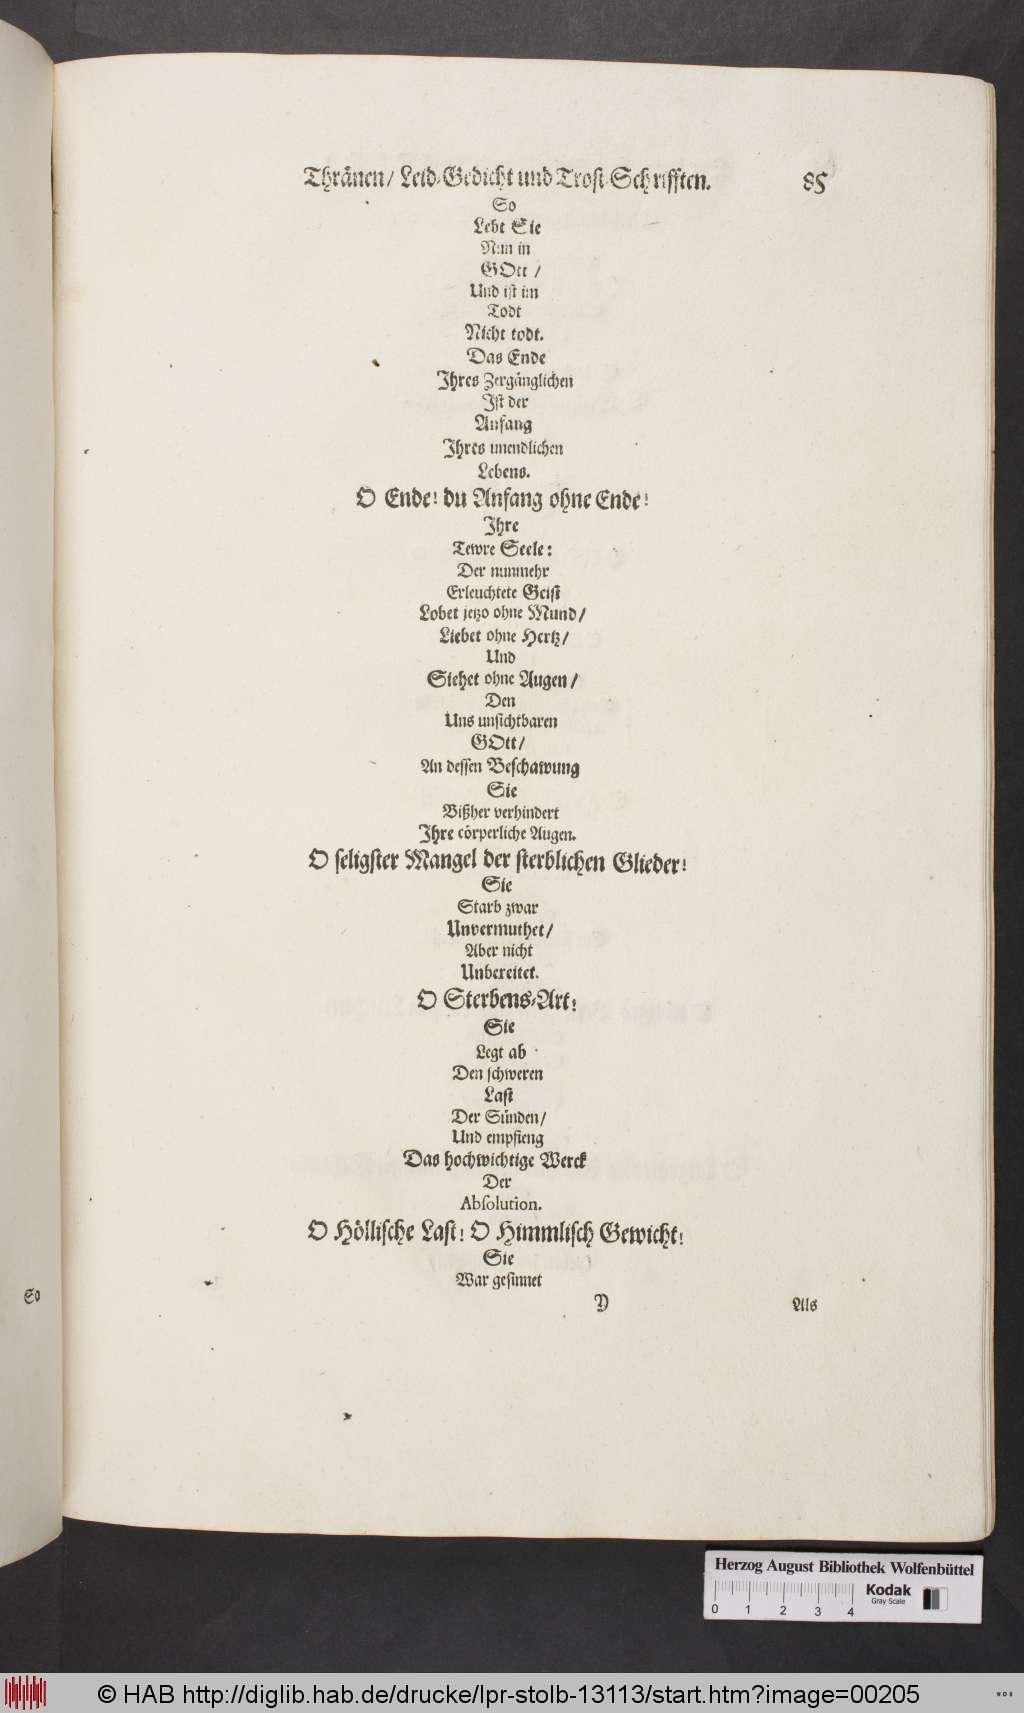 Thränen/ Leid-Gedicht und Trost-Schrifften. 85
So
Lebt Sie
Nun in
GOtt /
Und ist im
Todt
Nicht todt.
Das Ende
Ihres Zergänglichen
Ist der
Anfang
Ihres unendlichen
Lebens.
O Ende! du Anfang ohne Ende!
Ihre
Tewre Seele:
Der nunmehr
Erleuchtete Geist
Lobet jetzo ohne Mund/
Liebet ohne Hertz/
Und
Siehet ohne Augen/
Den
Uns unsichtbaren
GOtt/
An dessen Beschawung
Sie
Bißher verhindert
Ihre cörperliche Augen.
O seligster Mangel der sterblichen Glieder!
Sie
Starb zwar
Unvermuthet/
Aber nicht
Unbereitet.
O Sterbens-Art!
Sie
Legt ab
Den schweren
Last
Der Sünden/
Und empfieng
Das hochwichtige Werck
Der
Absolution.
O Höllische Last! O Himmlisch Gewicht!
Sie
War gesinnet
So
Y Als
Herzog August Bibliothek Wolfenbüttel
0 1 2 3 4 Kodak
Gray Scale
© HAB http://diglib.hab.de/drucke/lpr-stolb-13113/start.htm?image=00205